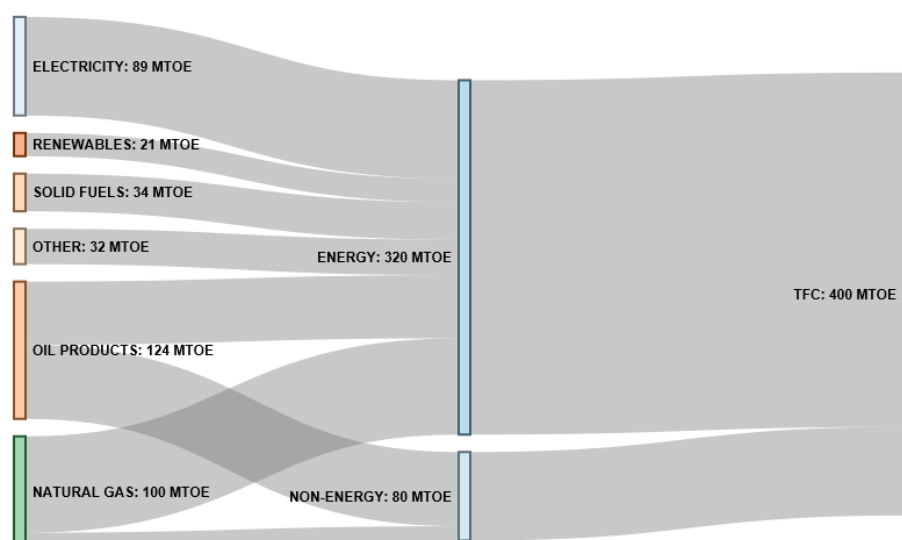 ELECTRICITY: 89 MTOE
RENEWABLES: 21 MTOE
SOLID FUELS: 34 MTOE
OTHER: 32 MTOE
ENERGY: 320 MTOE
TFC: 400 MTOE
OIL PRODUCTS: 124 MTOE
NATURAL GAS: 100 MTOE
NON-ENERGY: 80 MTOE